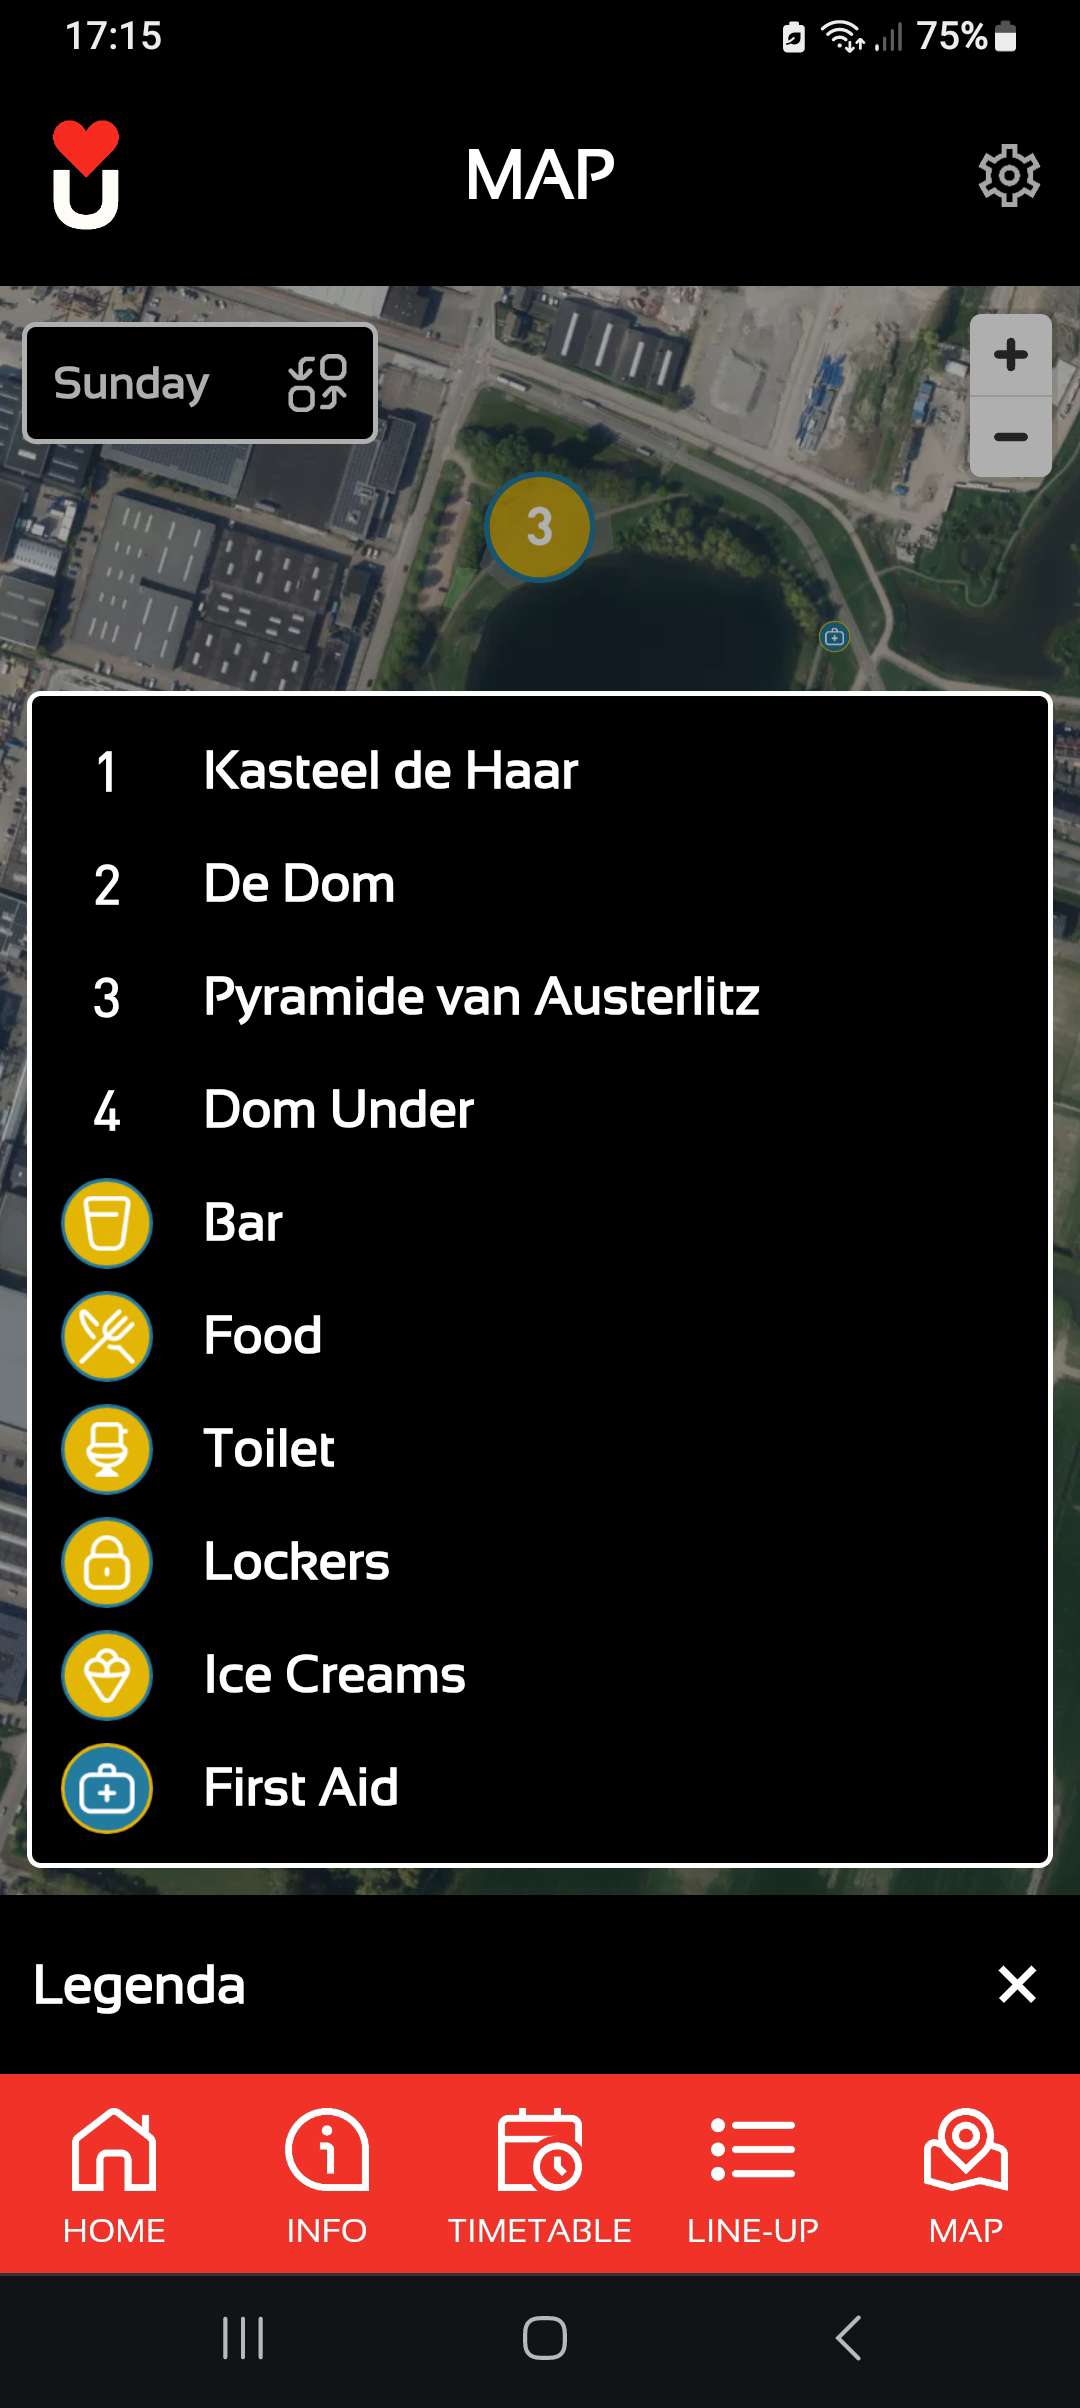 17:15
75%
U
MAP
Sunday
3
1 Kasteel de Haar
2 De Dom
3 Pyramide van Austerlitz
4 Dom Under
Bar
Food
Toilet
Lockers
Ice Creams
First Aid
Legenda
HOME
INFO
TIMETABLE
LINE-UP
MAP